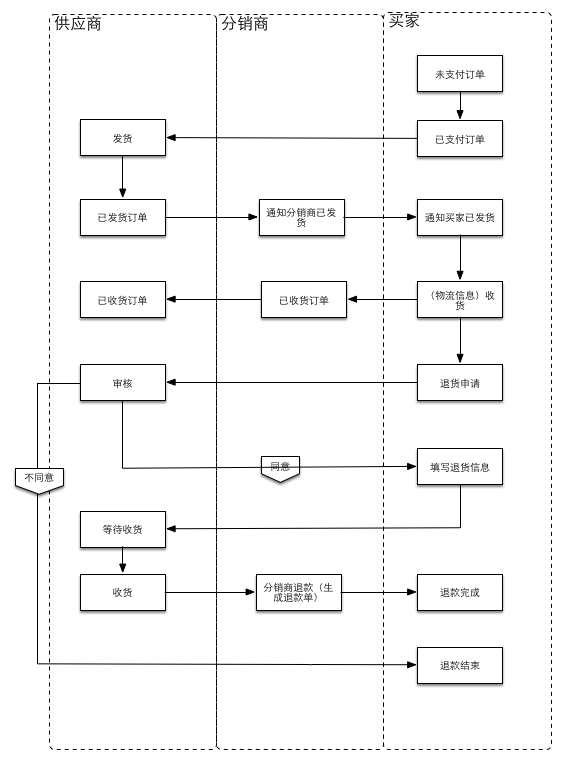 供应商
分销商
买家
未支付订单
发货
已支付订单
已发货订单
通知分销商已发
货
通知买家已发货
已收货订单
已收货订单
（物流信息）收
货
审核
退货申请
不同意
同意
填写退货信息
等待收货
收货
分销商退款（生
成退款单）
退款完成
退款结束